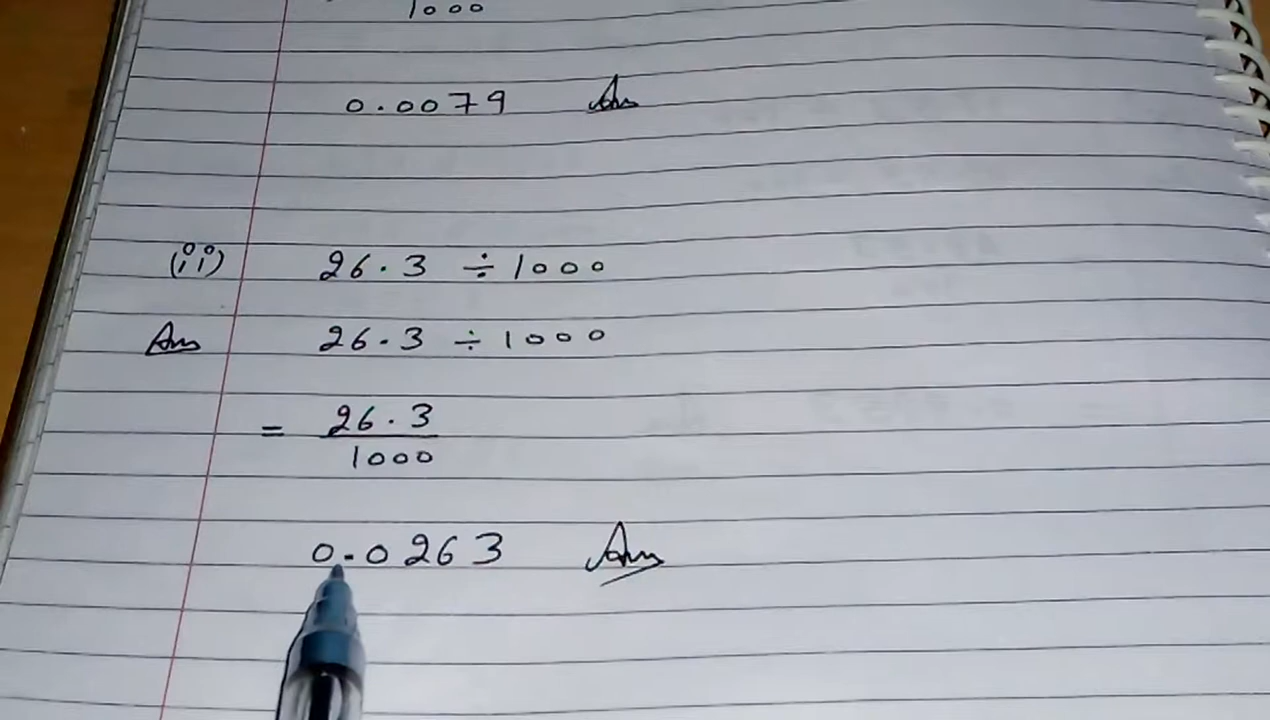 1000
0.0079 Ans
(ii) 26.3 ÷ 1000
Ans 26.3 ÷ 1000
= 26.3
1000
0.0263 Ans